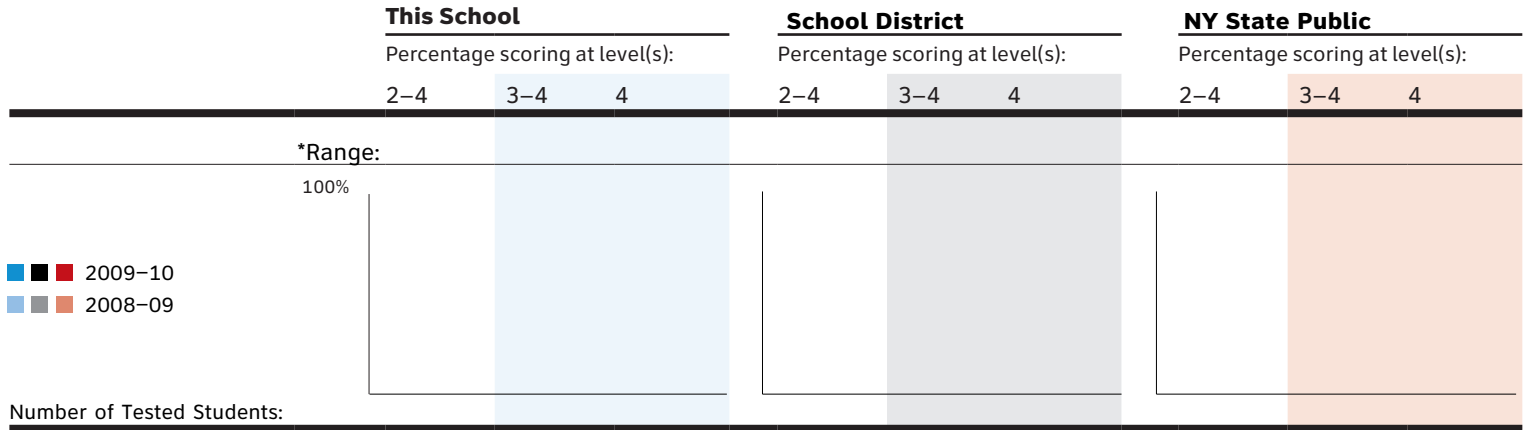 This School School District NY State Public
Percentage scoring at level(s): Percentage scoring at level(s): Percentage scoring at level(s):
2–4 3–4 4 2–4 3–4 4 2–4 3–4 4
*Range:
100%
2009–10
2008–09
Number of Tested Students: